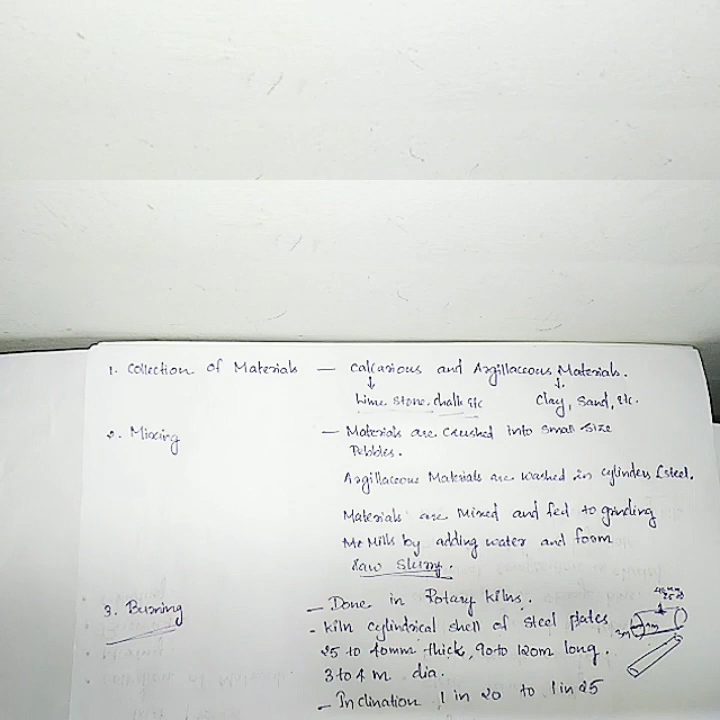 1. Collection of Materials — Calcarious and Argillaceous Materials.
↓ ↓
Lime stone, chalk etc Clay, Sand, etc.
2. Mixing — Materials are crushed into small size
Pebbles.
Argillaceous Materials are washed in cylinders (steel.
Materials are mixed and fed to grinding
Mills by adding water and form
raw slurry.
3. Burning — Done in Rotary kilns.
- kiln cylindrical shell of steel plates
25 to 40mm thick, 90 to 120m long.
3m
3 to 4 m dia.
— Inclination 1 in 20 to 1 in 25